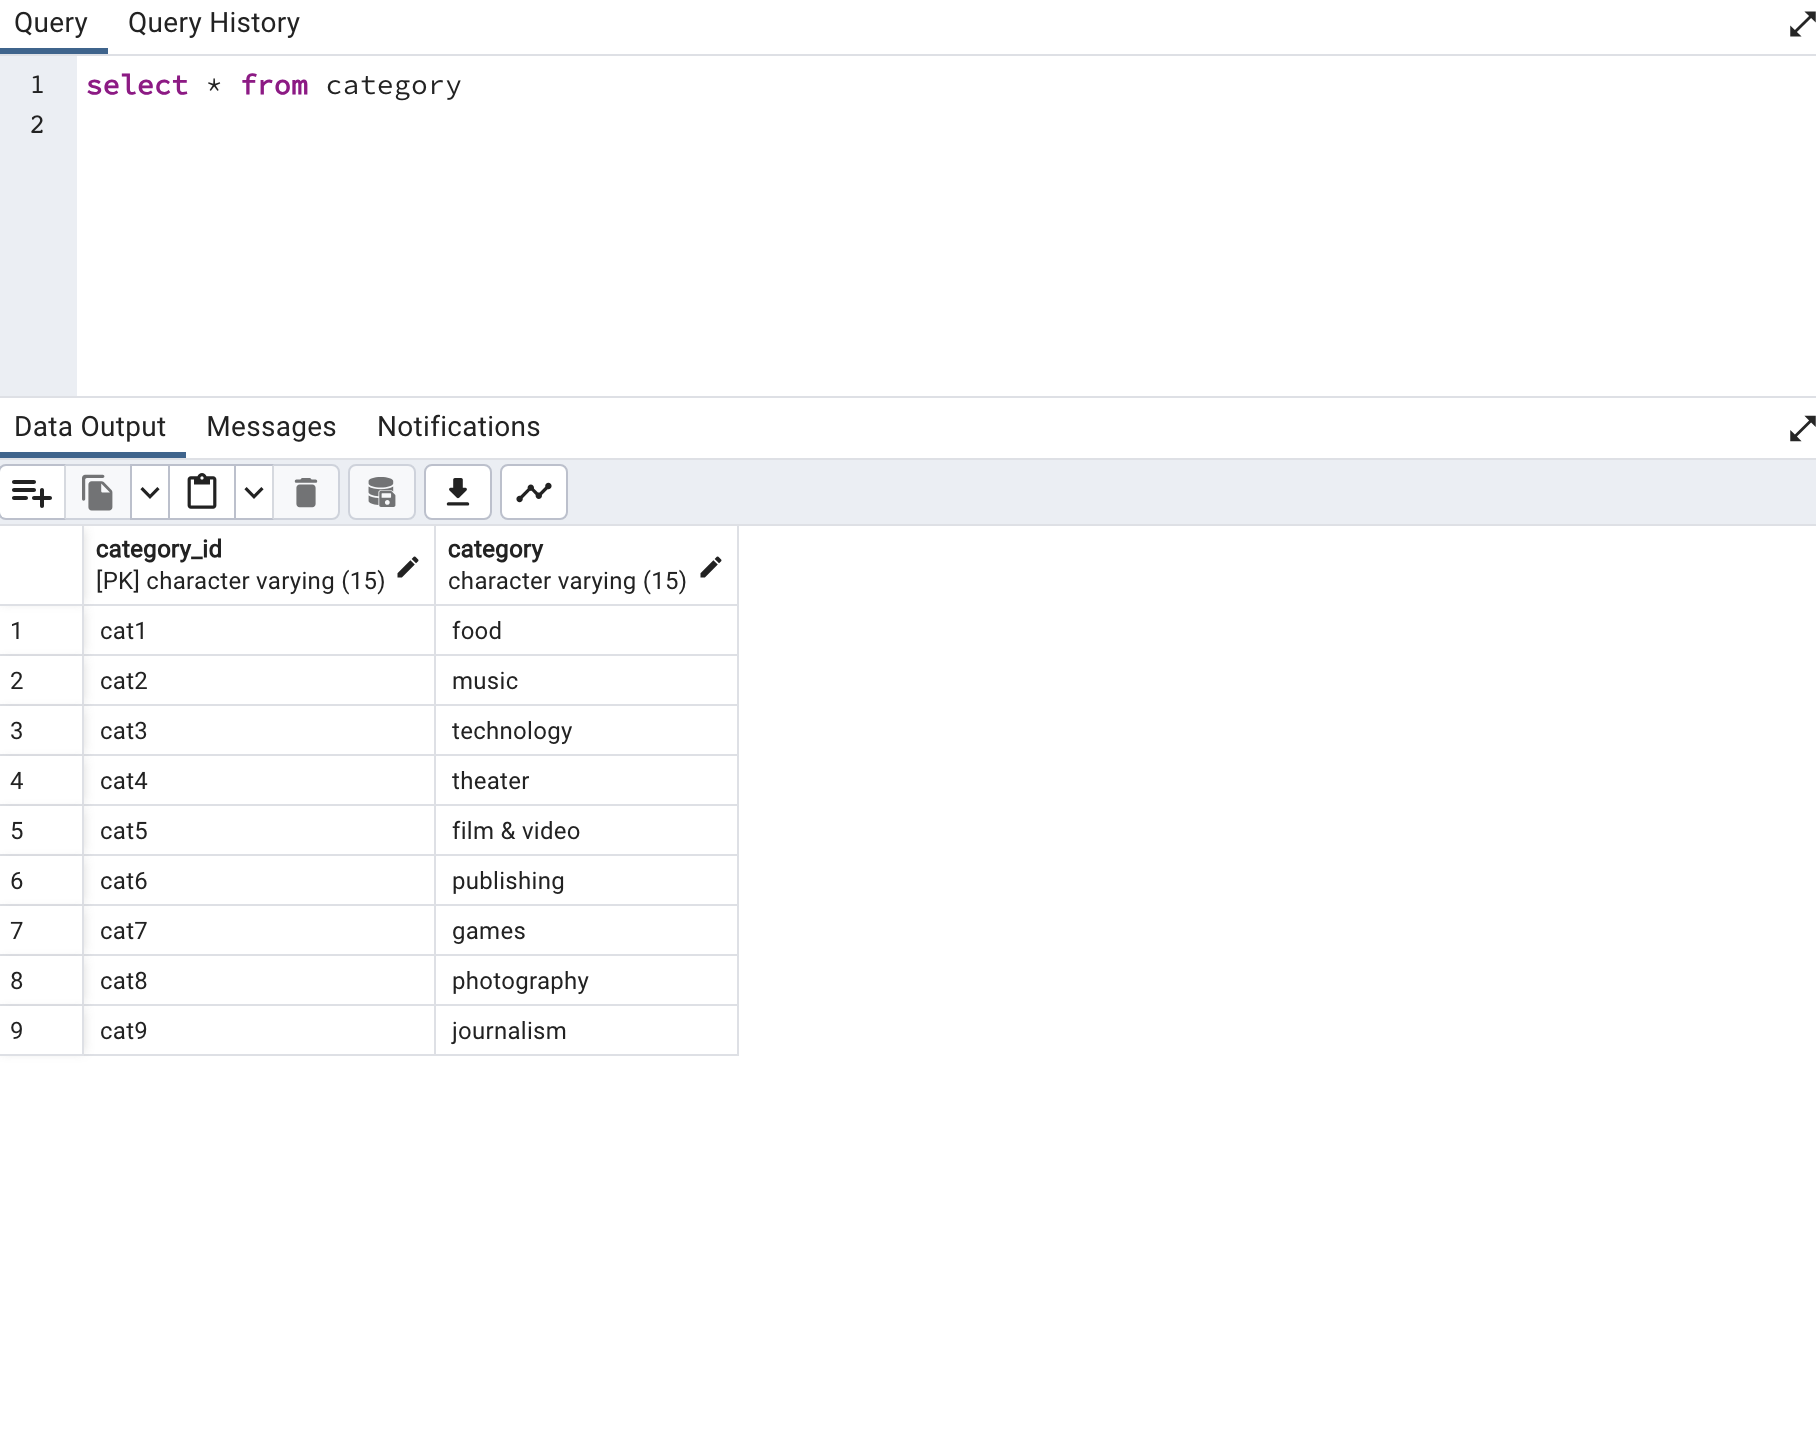 Query Query History
1 select * from category
2
Data Output Messages Notifications
category_id category
[PK] character varying (15) character varying (15)
1 cat1 food
2 cat2 music
3 cat3 technology
4 cat4 theater
5 cat5 film & video
6 cat6 publishing
7 cat7 games
8 cat8 photography
9 cat9 journalism